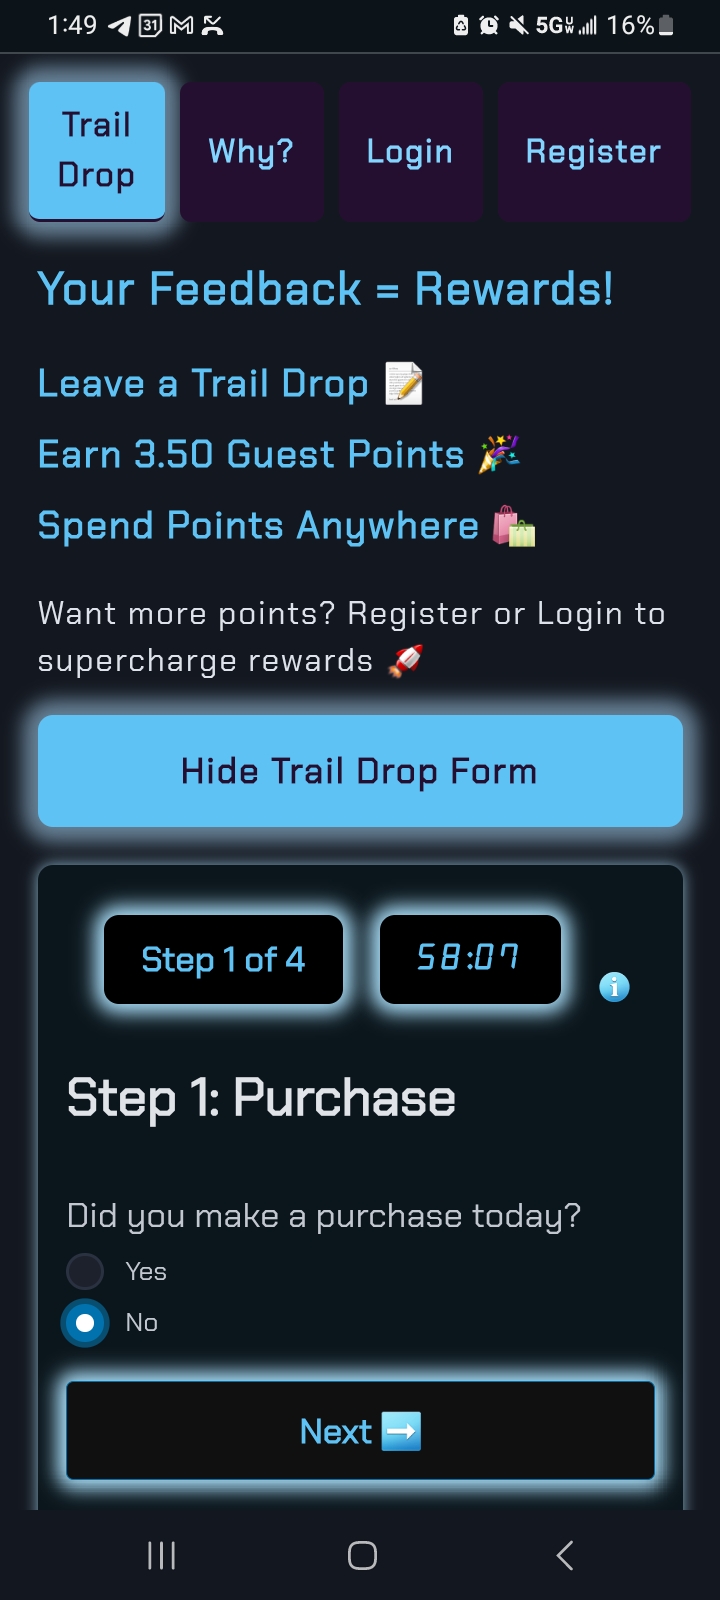 1:49 31 5G 16%
Trail
Drop
Why?
Login
Register
Your Feedback = Rewards!
Leave a Trail Drop 📝
Earn 3.50 Guest Points 🎉
Spend Points Anywhere 🛍️
Want more points? Register or Login to
supercharge rewards 🚀
Hide Trail Drop Form
Step 1 of 4
58:07
ℹ️
Step 1: Purchase
Did you make a purchase today?
Yes
No
Next ➡️